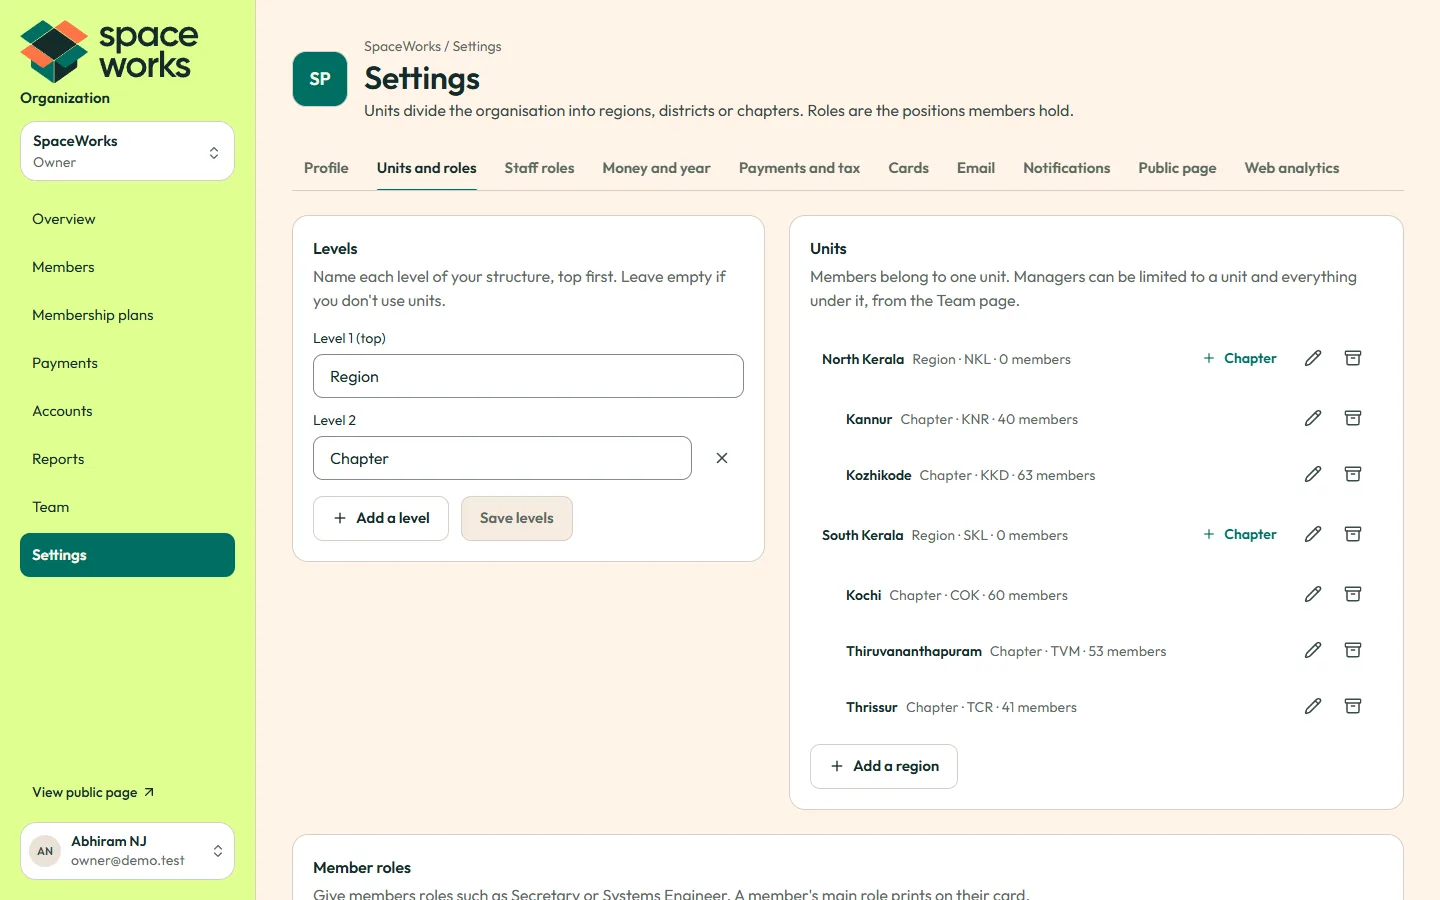 space
works
Organization
SpaceWorks
Owner
Overview
Members
Membership plans
Payments
Accounts
Reports
Team
Settings
View public page
AN
Abhiram NJ
owner@demo.test
SP
SpaceWorks / Settings
Settings
Units divide the organisation into regions, districts or chapters. Roles are the positions members hold.
Profile Units and roles Staff roles Money and year Payments and tax Cards Email Notifications Public page Web analytics
Levels
Name each level of your structure, top first. Leave empty if
you don't use units.
Level 1 (top)
Region
Level 2
Chapter
+ Add a level Save levels
Units
Members belong to one unit. Managers can be limited to a unit and everything
under it, from the Team page.
North Kerala Region · NKL · 0 members + Chapter
Kannur Chapter · KNR · 40 members
Kozhikode Chapter · KKD · 63 members
South Kerala Region · SKL · 0 members + Chapter
Kochi Chapter · COK · 60 members
Thiruvananthapuram Chapter · TVM · 53 members
Thrissur Chapter · TCR · 41 members
+ Add a region
Member roles
Give members roles such as Secretary or Systems Engineer. A member's main role prints on their card.